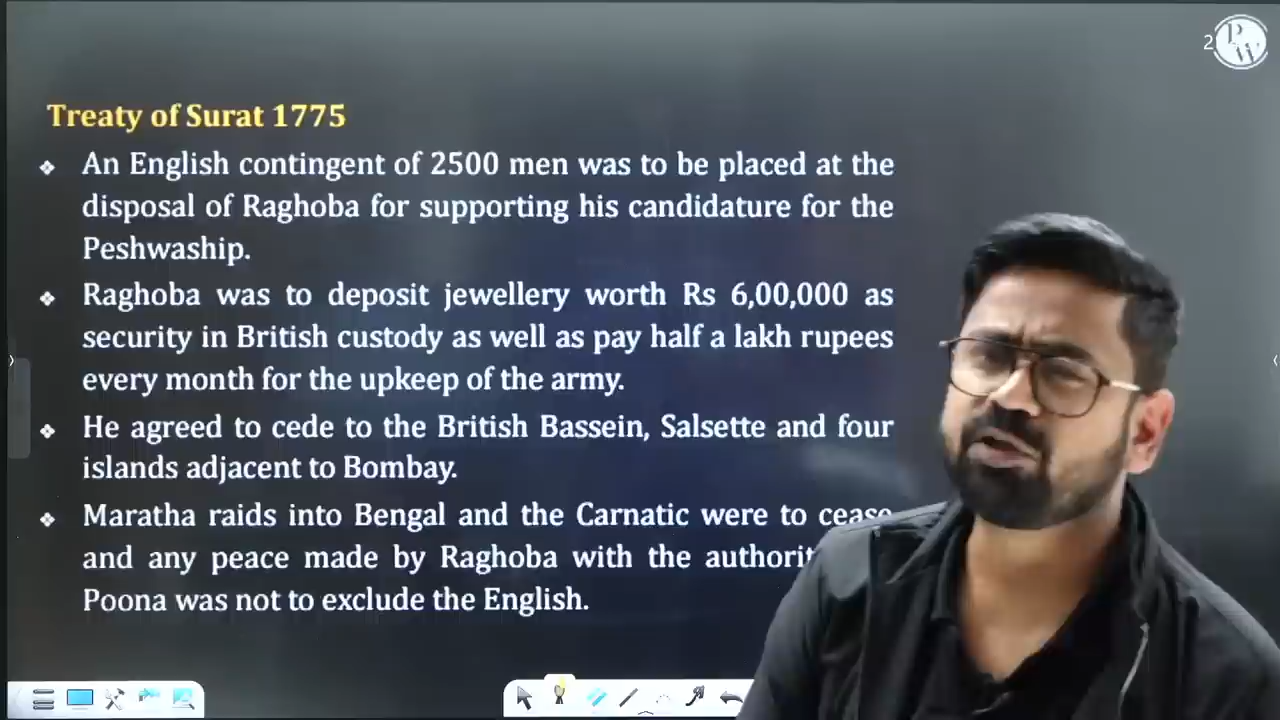 2
PW
Treaty of Surat 1775
❖ An English contingent of 2500 men was to be placed at the
disposal of Raghoba for supporting his candidature for the
Peshwaship.
❖ Raghoba was to deposit jewellery worth Rs 6,00,000 as
security in British custody as well as pay half a lakh rupees
every month for the upkeep of the army.
❖ He agreed to cede to the British Bassein, Salsette and four
islands adjacent to Bombay.
❖ Maratha raids into Bengal and the Carnatic were to cease
and any peace made by Raghoba with the
Poona was not to exclude the English.